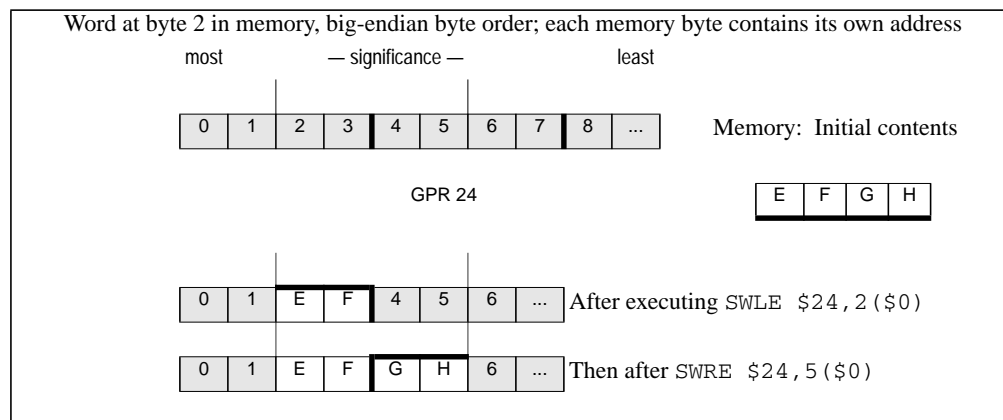 Word at byte 2 in memory, big-endian byte order; each memory byte contains its own address
most — significance — least
0 1 2 3 4 5 6 7 8 ... Memory: Initial contents
GPR 24 E F G H
0 1 E F 4 5 6 ... After executing SWLE $24,2($0)
0 1 E F G H 6 ... Then after SWRE $24,5($0)